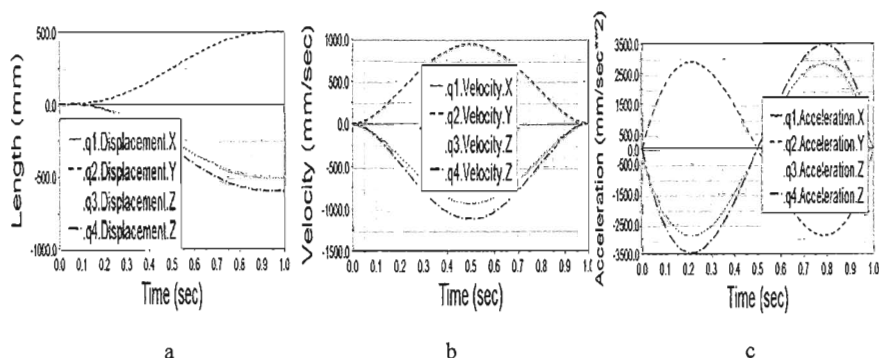 Length (mm)
500.0
0.0
-500.0
-1000.0
.q1.Displacement.X
.q2.Displacement.Y
.q3.Displacement.Z
.q4.Displacement.Z
0.0 0.1 0.2 0.3 0.4 0.5 0.6 0.7 0.8 0.9 1.0
Time (sec)
a
Velocity (mm/sec)
1000.0
500.0
0.0
-500.0
-1000.0
-1500.0
.q1.Velocity.X
.q2.Velocity.Y
.q3.Velocity.Z
.q4.Velocity.Z
0.0 0.1 0.2 0.3 0.4 0.5 0.6 0.7 0.8 0.9 1.0
Time (sec)
b
Acceleration (mm/sec**2)
3500.0
2500.0
1500.0
500.0
0.0
-500.0
-1500.0
-2500.0
-3500.0
.q1.Acceleration.X
.q2.Acceleration.Y
.q3.Acceleration.Z
.q4.Acceleration.Z
0.0 0.1 0.2 0.3 0.4 0.5 0.6 0.7 0.8 0.9 1.0
Time (sec)
c